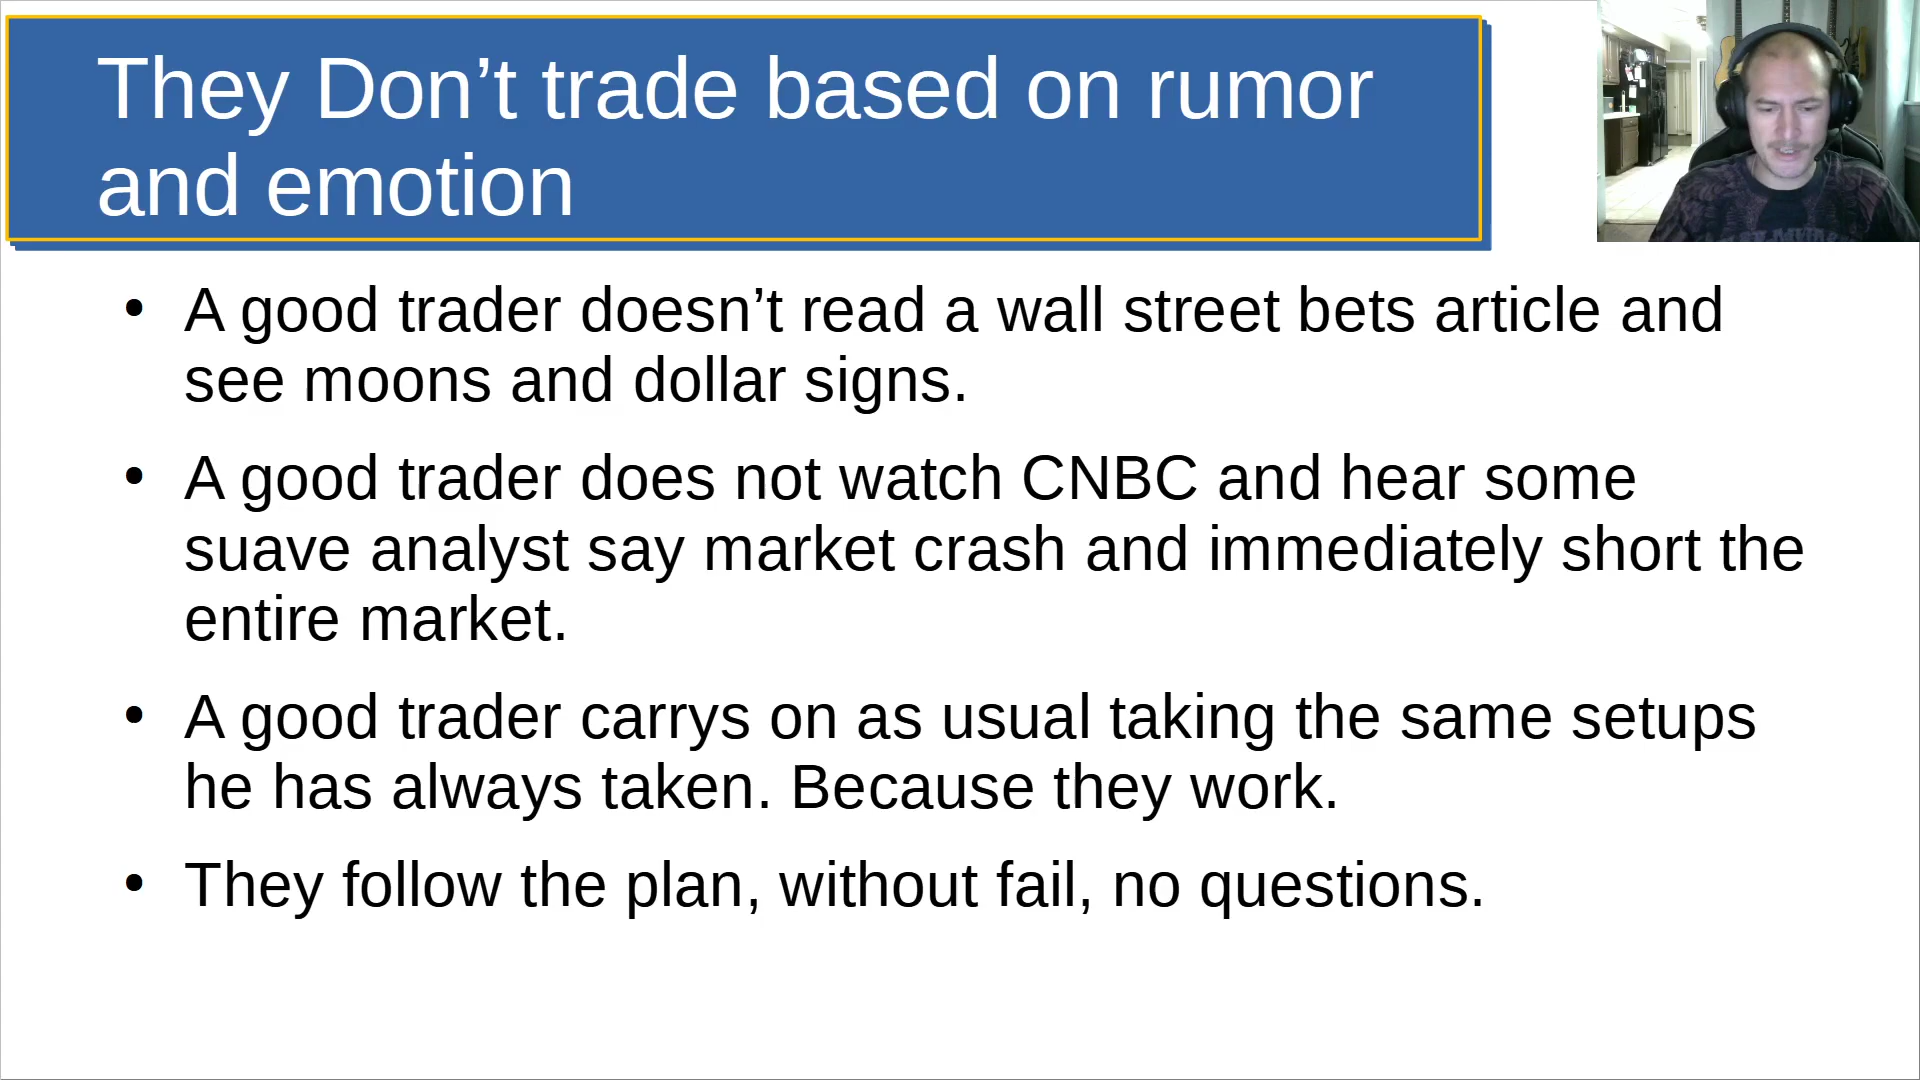 They Don’t trade based on rumor
and emotion
• A good trader doesn’t read a wall street bets article and
see moons and dollar signs.
• A good trader does not watch CNBC and hear some
suave analyst say market crash and immediately short the
entire market.
• A good trader carrys on as usual taking the same setups
he has always taken. Because they work.
• They follow the plan, without fail, no questions.